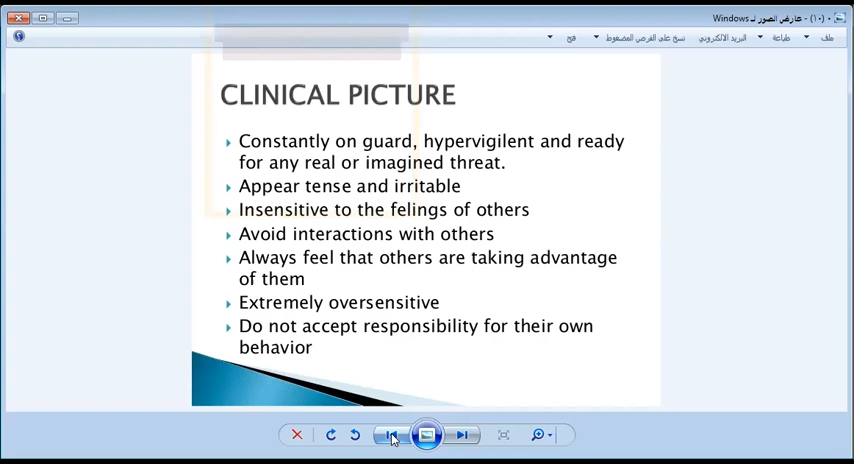 (١٠) - عارض الصور لـ Windows
ملف طباعة البريد الالكتروني نسخ على القرص المضغوط فتح
CLINICAL PICTURE
Constantly on guard, hypervigilent and ready
for any real or imagined threat.
Appear tense and irritable
Insensitive to the felings of others
Avoid interactions with others
Always feel that others are taking advantage
of them
Extremely oversensitive
Do not accept responsibility for their own
behavior